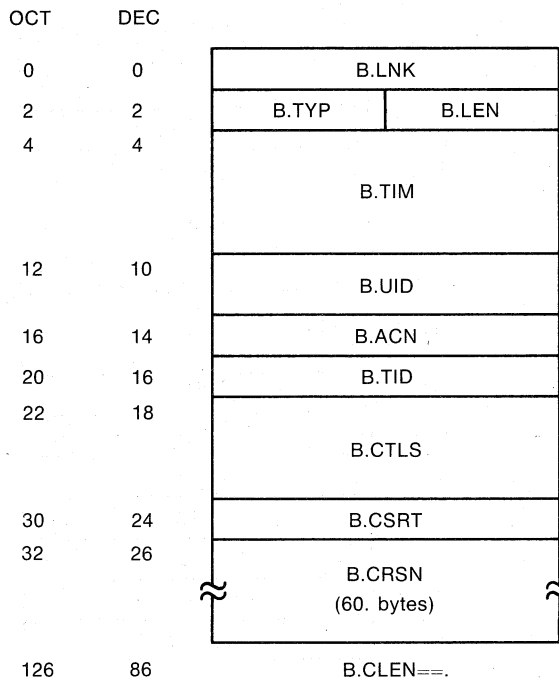 OCT DEC
0 0 B.LNK
2 2 B.TYP B.LEN
4 4
B.TIM
12 10
B.UID
16 14 B.ACN
20 16 B.TID
22 18
B.CTLS
30 24 B.CSRT
32 26
B.CRSN
(60. bytes)
126 86 B.CLEN==.